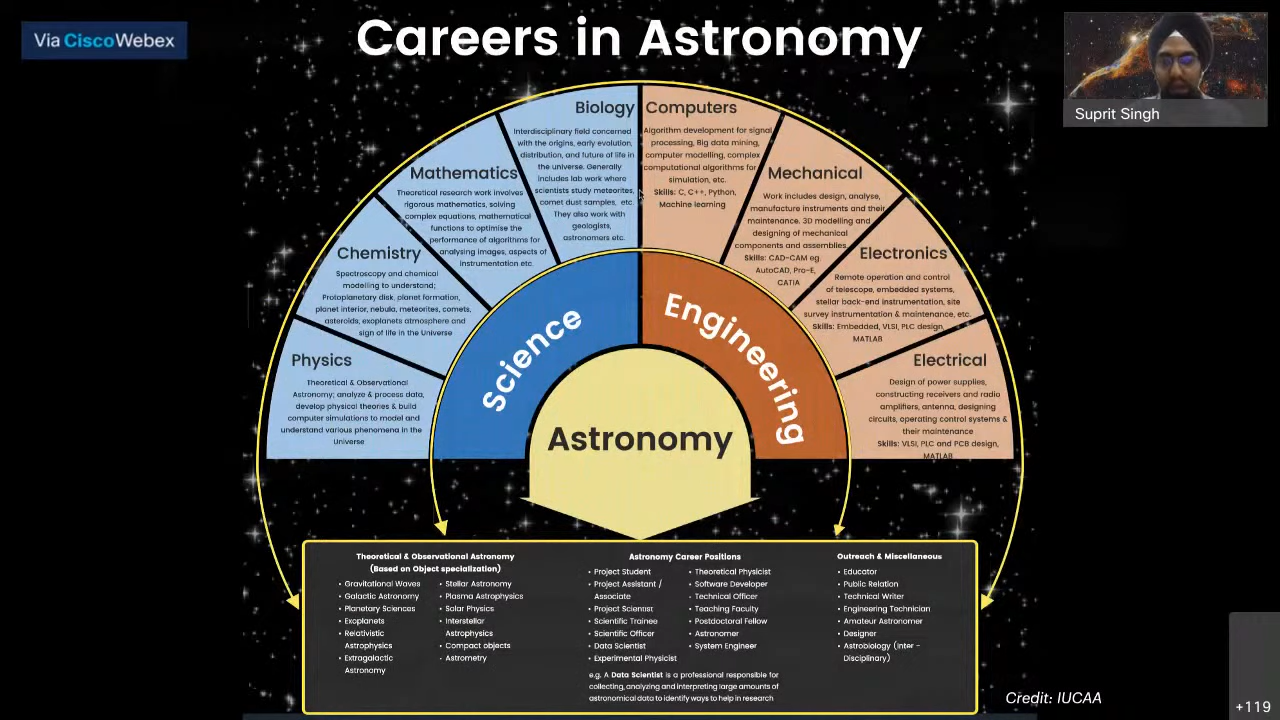 Careers in Astronomy
Via CiscoWebex
Suprit Singh
Biology
Interdisciplinary field concerned
with the origins, early evolution,
distribution, and future of life in
the universe. Generally
includes lab work where
scientists study meteorites,
comet dust samples, etc.
They also work with
geologists,
astronomers etc.
Computers
Algorithm development for signal
processing, Big data mining,
computer modelling, complex
computational algorithms for
simulation, etc.
Skills: C, C++, Python,
Machine learning
Mathematics
Theoretical research work involves
rigorous mathematics, solving
complex equations, mathematical
functions to optimise the
performance of algorithms for
analysing images, aspects of
instrumentation etc.
Mechanical
Work includes design, analyse,
manufacture instruments and their
maintenance. 3D modelling and
designing of mechanical
components and assemblies.
Skills: CAD-CAM eg.
AutoCAD, Pro-E,
CATIA
Chemistry
Spectroscopy and chemical
modelling to understand;
Protoplanetary disk, planet formation,
planet interior, nebula, meteorites, comets,
asteroids, exoplanets atmosphere and
sign of life in the Universe
Electronics
Remote operation and control
of telescope, embedded systems,
stellar back-end instrumentation, site
survey instrumentation & maintenance, etc.
Skills: Embedded, VLSI, PLC design,
MATLAB
Physics
Theoretical & Observational
Astronomy; analyze & process data,
develop physical theories & build
computer simulations to model and
understand various phenomena in the
Universe
Electrical
Design of power supplies,
constructing receivers and radio
amplifiers, antenna, designing
circuits, operating control systems &
their maintenance
Skills: VLSI, PLC and PCB design,
MATLAB
Science
Engineering
Astronomy
Theoretical & Observational Astronomy
(Based on Object specialization)
• Gravitational Waves
• Galactic Astronomy
• Planetary Sciences
• Exoplanets
• Relativistic
Astrophysics
• Extragalactic
Astronomy
• Stellar Astronomy
• Plasma Astrophysics
• Solar Physics
• Interstellar
Astrophysics
• Compact objects
• Astrometry
Astronomy Career Positions
• Project Student
• Project Assistant /
Associate
• Project Scientist
• Scientific Trainee
• Scientific Officer
• Data Scientist
• Experimental Physicist
• Theoretical Physicist
• Software Developer
• Technical Officer
• Teaching Faculty
• Postdoctoral Fellow
• Astronomer
• System Engineer
e.g. A Data Scientist is a professional responsible for
collecting, analyzing and interpreting large amounts of
astronomical data to identify ways to help in research
Outreach & Miscellaneous
• Educator
• Public Relation
• Technical Writer
• Engineering Technician
• Amateur Astronomer
• Designer
• Astrobiology (Inter -
Disciplinary)
Credit: IUCAA
+119